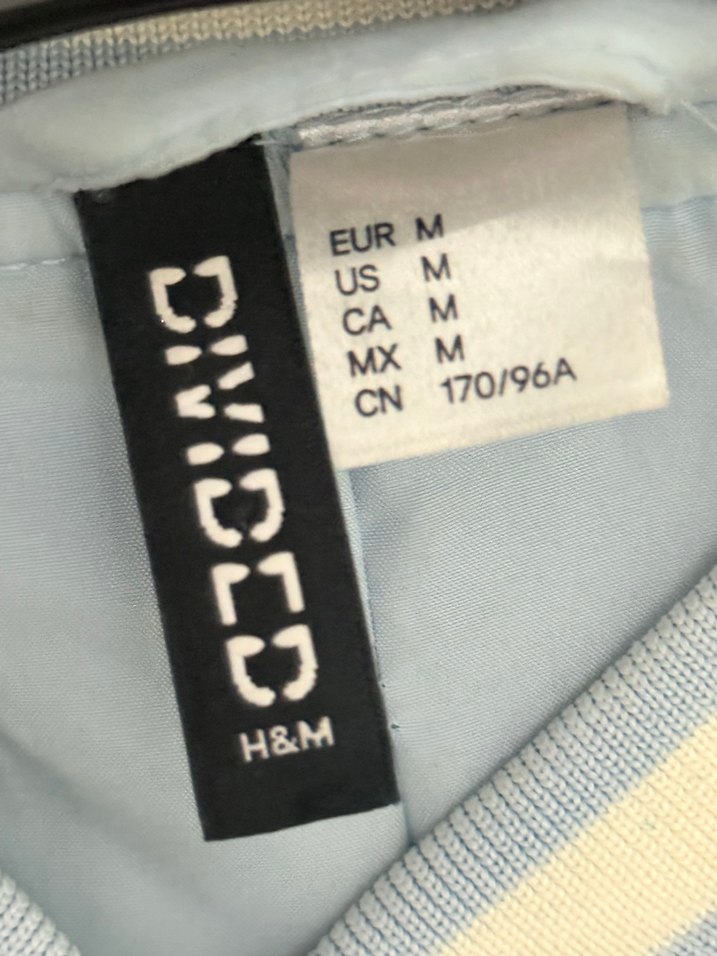 DIVIDED
H&M
EUR M
US M
CA M
MX M
CN 170/96A